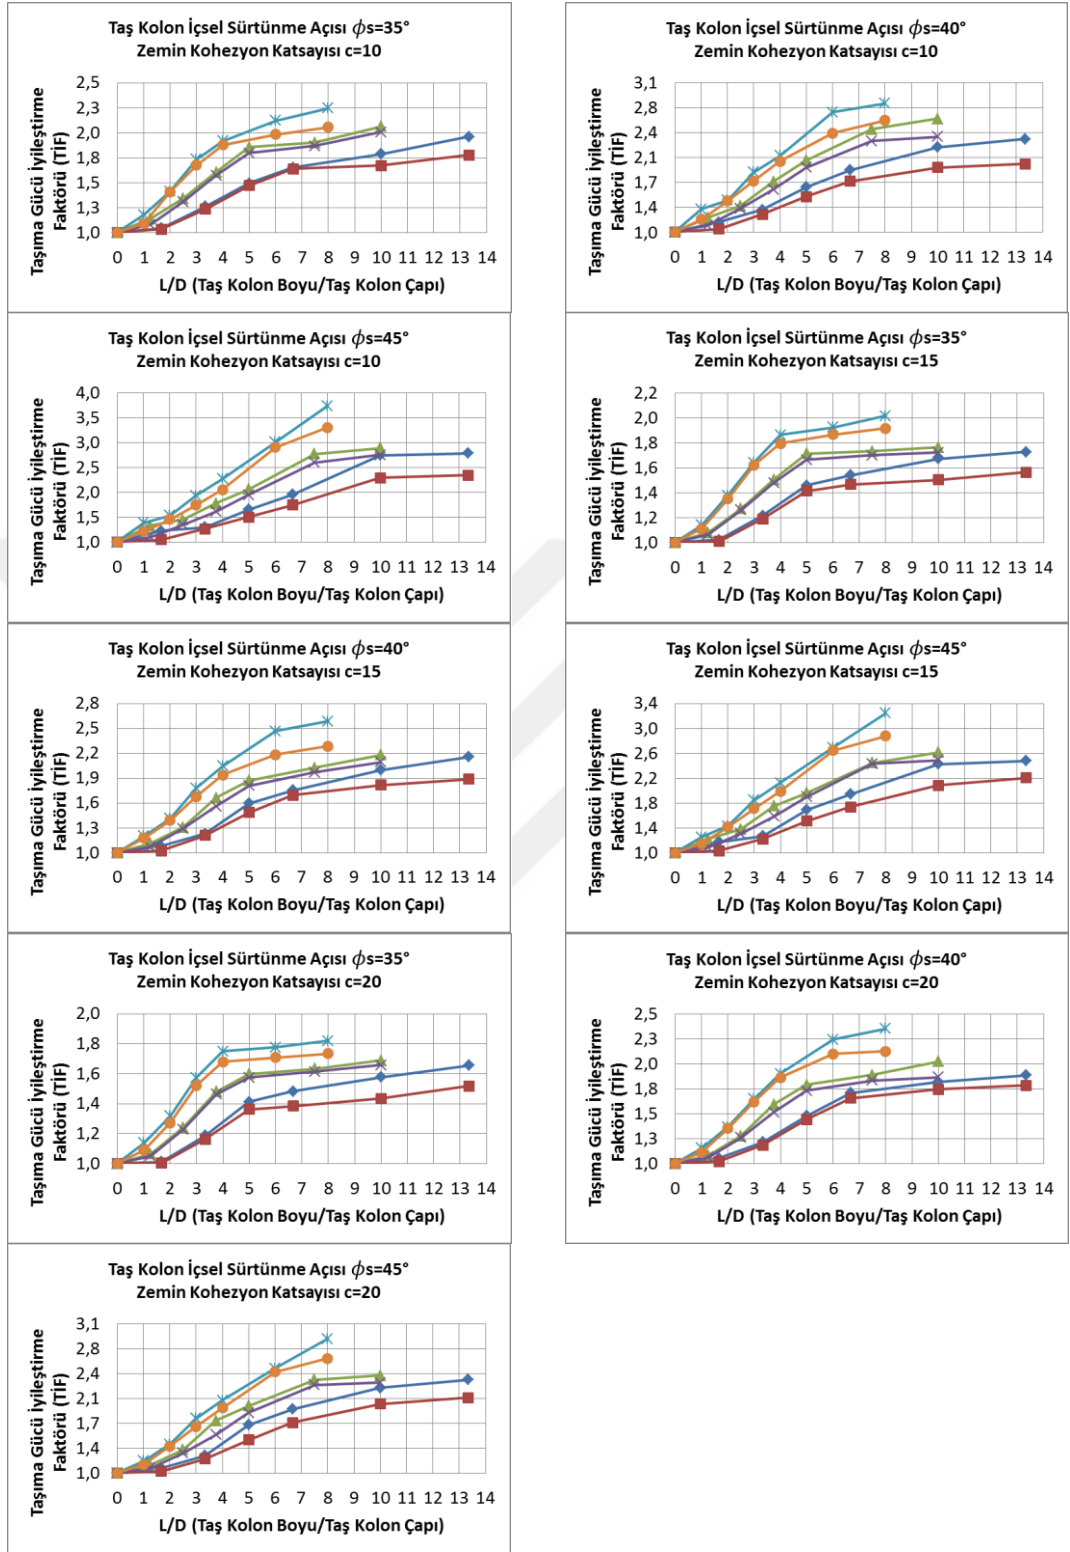 Taş Kolon İçsel Sürtünme Açısı ϕs=35°
Zemin Kohezyon Katsayısı c=10
Taşıma Gücü İyileştirme
Faktörü (TİF)
2,5
2,3
2,0
1,8
1,5
1,3
1,0
0 1 2 3 4 5 6 7 8 9 10 11 12 13 14
L/D (Taş Kolon Boyu/Taş Kolon Çapı)
Taş Kolon İçsel Sürtünme Açısı ϕs=40°
Zemin Kohezyon Katsayısı c=10
Taşıma Gücü İyileştirme
Faktörü (TİF)
3,1
2,8
2,4
2,1
1,7
1,4
1,0
0 1 2 3 4 5 6 7 8 9 10 11 12 13 14
L/D (Taş Kolon Boyu/Taş Kolon Çapı)
Taş Kolon İçsel Sürtünme Açısı ϕs=45°
Zemin Kohezyon Katsayısı c=10
Taşıma Gücü İyileştirme
Faktörü (TİF)
4,0
3,5
3,0
2,5
2,0
1,5
1,0
0 1 2 3 4 5 6 7 8 9 10 11 12 13 14
L/D (Taş Kolon Boyu/Taş Kolon Çapı)
Taş Kolon İçsel Sürtünme Açısı ϕs=35°
Zemin Kohezyon Katsayısı c=15
Taşıma Gücü İyileştirme
Faktörü (TİF)
2,2
2,0
1,8
1,6
1,4
1,2
1,0
0 1 2 3 4 5 6 7 8 9 10 11 12 13 14
L/D (Taş Kolon Boyu/Taş Kolon Çapı)
Taş Kolon İçsel Sürtünme Açısı ϕs=40°
Zemin Kohezyon Katsayısı c=15
Taşıma Gücü İyileştirme
Faktörü (TİF)
2,8
2,5
2,2
1,9
1,6
1,3
1,0
0 1 2 3 4 5 6 7 8 9 10 11 12 13 14
L/D (Taş Kolon Boyu/Taş Kolon Çapı)
Taş Kolon İçsel Sürtünme Açısı ϕs=45°
Zemin Kohezyon Katsayısı c=15
Taşıma Gücü İyileştirme
Faktörü (TİF)
3,4
3,0
2,6
2,2
1,8
1,4
1,0
0 1 2 3 4 5 6 7 8 9 10 11 12 13 14
L/D (Taş Kolon Boyu/Taş Kolon Çapı)
Taş Kolon İçsel Sürtünme Açısı ϕs=35°
Zemin Kohezyon Katsayısı c=20
Taşıma Gücü İyileştirme
Faktörü (TİF)
2,0
1,8
1,6
1,4
1,2
1,0
0 1 2 3 4 5 6 7 8 9 10 11 12 13 14
L/D (Taş Kolon Boyu/Taş Kolon Çapı)
Taş Kolon İçsel Sürtünme Açısı ϕs=40°
Zemin Kohezyon Katsayısı c=20
Taşıma Gücü İyileştirme
Faktörü (TİF)
2,5
2,3
2,0
1,8
1,5
1,3
1,0
0 1 2 3 4 5 6 7 8 9 10 11 12 13 14
L/D (Taş Kolon Boyu/Taş Kolon Çapı)
Taş Kolon İçsel Sürtünme Açısı ϕs=45°
Zemin Kohezyon Katsayısı c=20
Taşıma Gücü İyileştirme
Faktörü (TİF)
3,1
2,8
2,4
2,1
1,7
1,4
1,0
0 1 2 3 4 5 6 7 8 9 10 11 12 13 14
L/D (Taş Kolon Boyu/Taş Kolon Çapı)